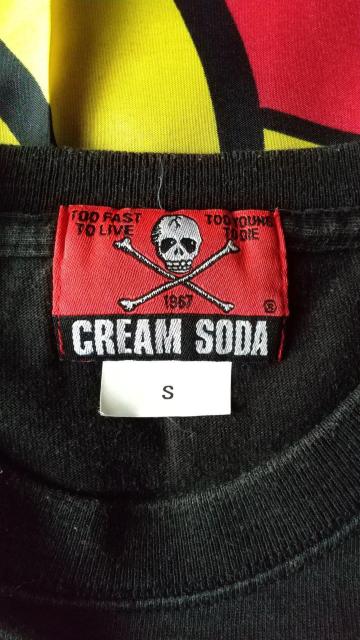 TOO FAST
TO LIVE
TOO YOUNG
TO DIE
1967
®
CREAM SODA
S